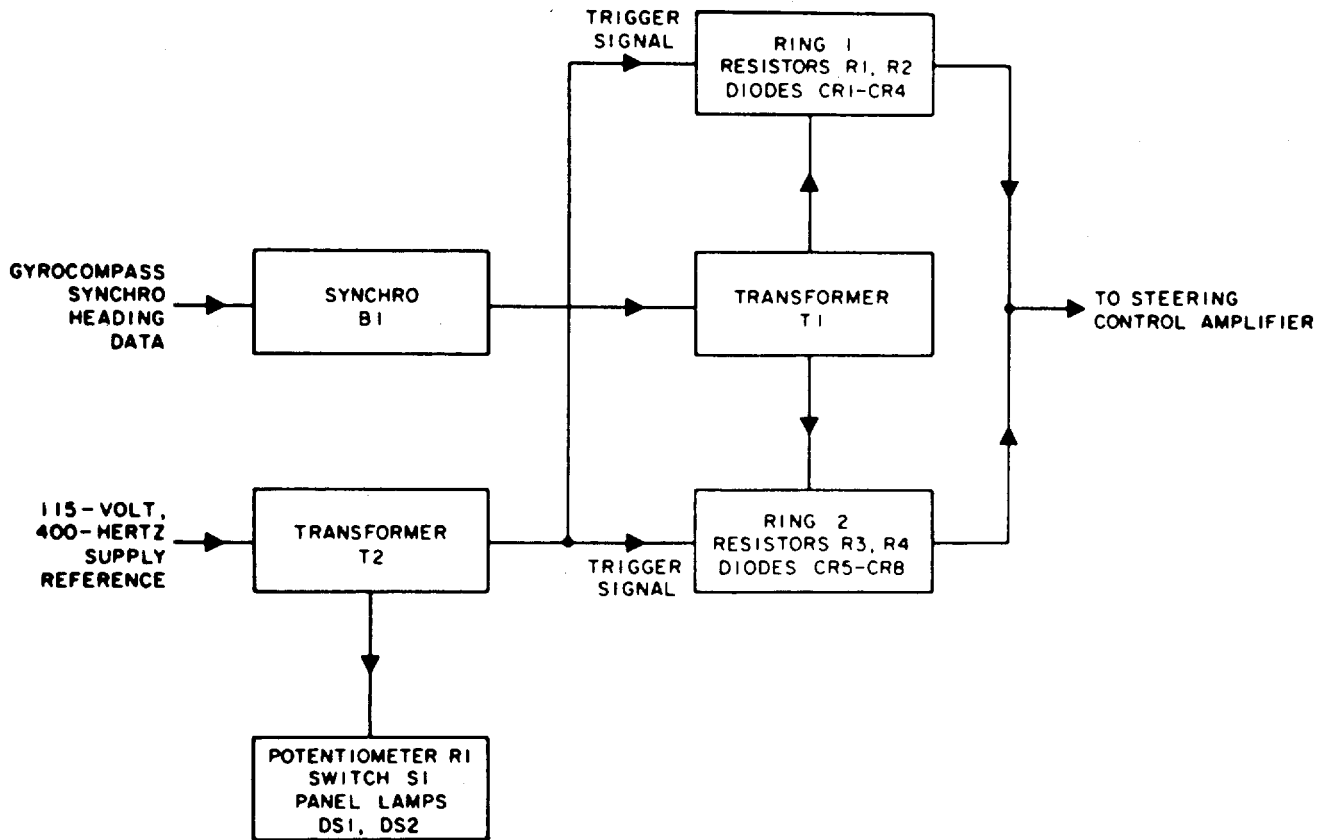 TRIGGER
SIGNAL
RING 1
RESISTORS R1, R2
DIODES CR1-CR4
GYROCOMPASS
SYNCHRO
HEADING
DATA
SYNCHRO
B1
TRANSFORMER
T1
TO STEERING
CONTROL AMPLIFIER
115-VOLT,
400-HERTZ
SUPPLY
REFERENCE
TRANSFORMER
T2
TRIGGER
SIGNAL
RING 2
RESISTORS R3, R4
DIODES CR5-CR8
POTENTIOMETER R1
SWITCH S1
PANEL LAMPS
DS1, DS2